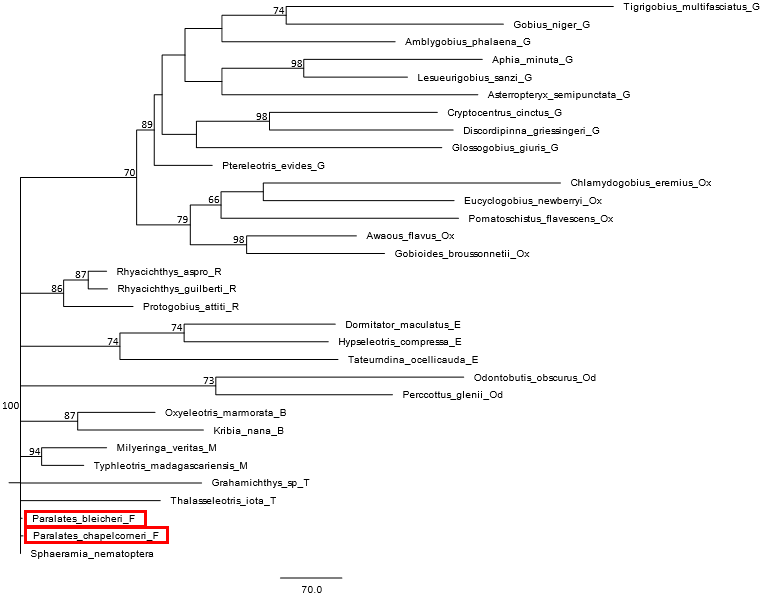 74
Tigrigobius_multifasciatus_G
Gobius_niger_G
Amblygobius_phalaena_G
98
Aphia_minuta_G
Lesueurigobius_sanzi_G
Asterropteryx_semipunctata_G
98
Cryptocentrus_cinctus_G
89
Discordipinna_griessingeri_G
Glossogobius_giuris_G
Ptereleotris_evides_G
70
Chlamydogobius_eremius_Ox
66
Eucyclogobius_newberryi_Ox
79
Pomatoschistus_flavescens_Ox
98
Awaous_flavus_Ox
Gobioides_broussonnetii_Ox
87
Rhyacichthys_aspro_R
86
Rhyacichthys_guilberti_R
Protogobius_attiti_R
74
Dormitator_maculatus_E
74
Hypseleotris_compressa_E
Tateurndina_ocellicauda_E
73
Odontobutis_obscurus_Od
Perccottus_glenii_Od
100
87
Oxyeleotris_marmorata_B
Kribia_nana_B
94
Milyeringa_veritas_M
Typhleotris_madagascariensis_M
Grahamichthys_sp_T
Thalasseleotris_iota_T
Paralates_bleicheri_F
Paralates_chapelcorneri_F
Sphaeramia_nematoptera
70.0